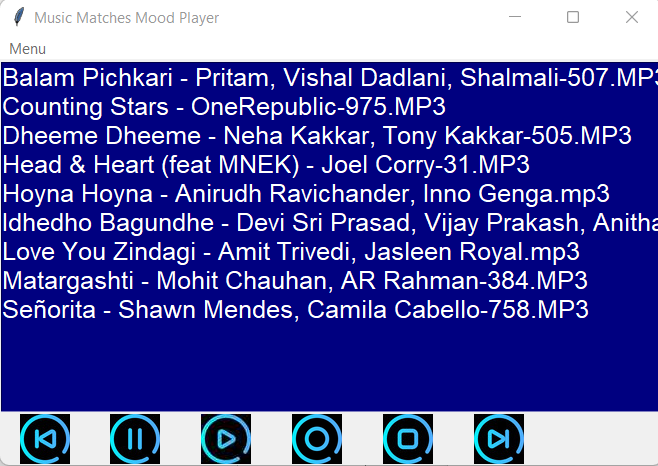 Music Matches Mood Player
Menu
Balam Pichkari - Pritam, Vishal Dadlani, Shalmali-507.MP3
Counting Stars - OneRepublic-975.MP3
Dheeme Dheeme - Neha Kakkar, Tony Kakkar-505.MP3
Head & Heart (feat MNEK) - Joel Corry-31.MP3
Hoyna Hoyna - Anirudh Ravichander, Inno Genga.mp3
Idhedho Bagundhe - Devi Sri Prasad, Vijay Prakash, Anitha
Love You Zindagi - Amit Trivedi, Jasleen Royal.mp3
Matargashti - Mohit Chauhan, AR Rahman-384.MP3
Señorita - Shawn Mendes, Camila Cabello-758.MP3